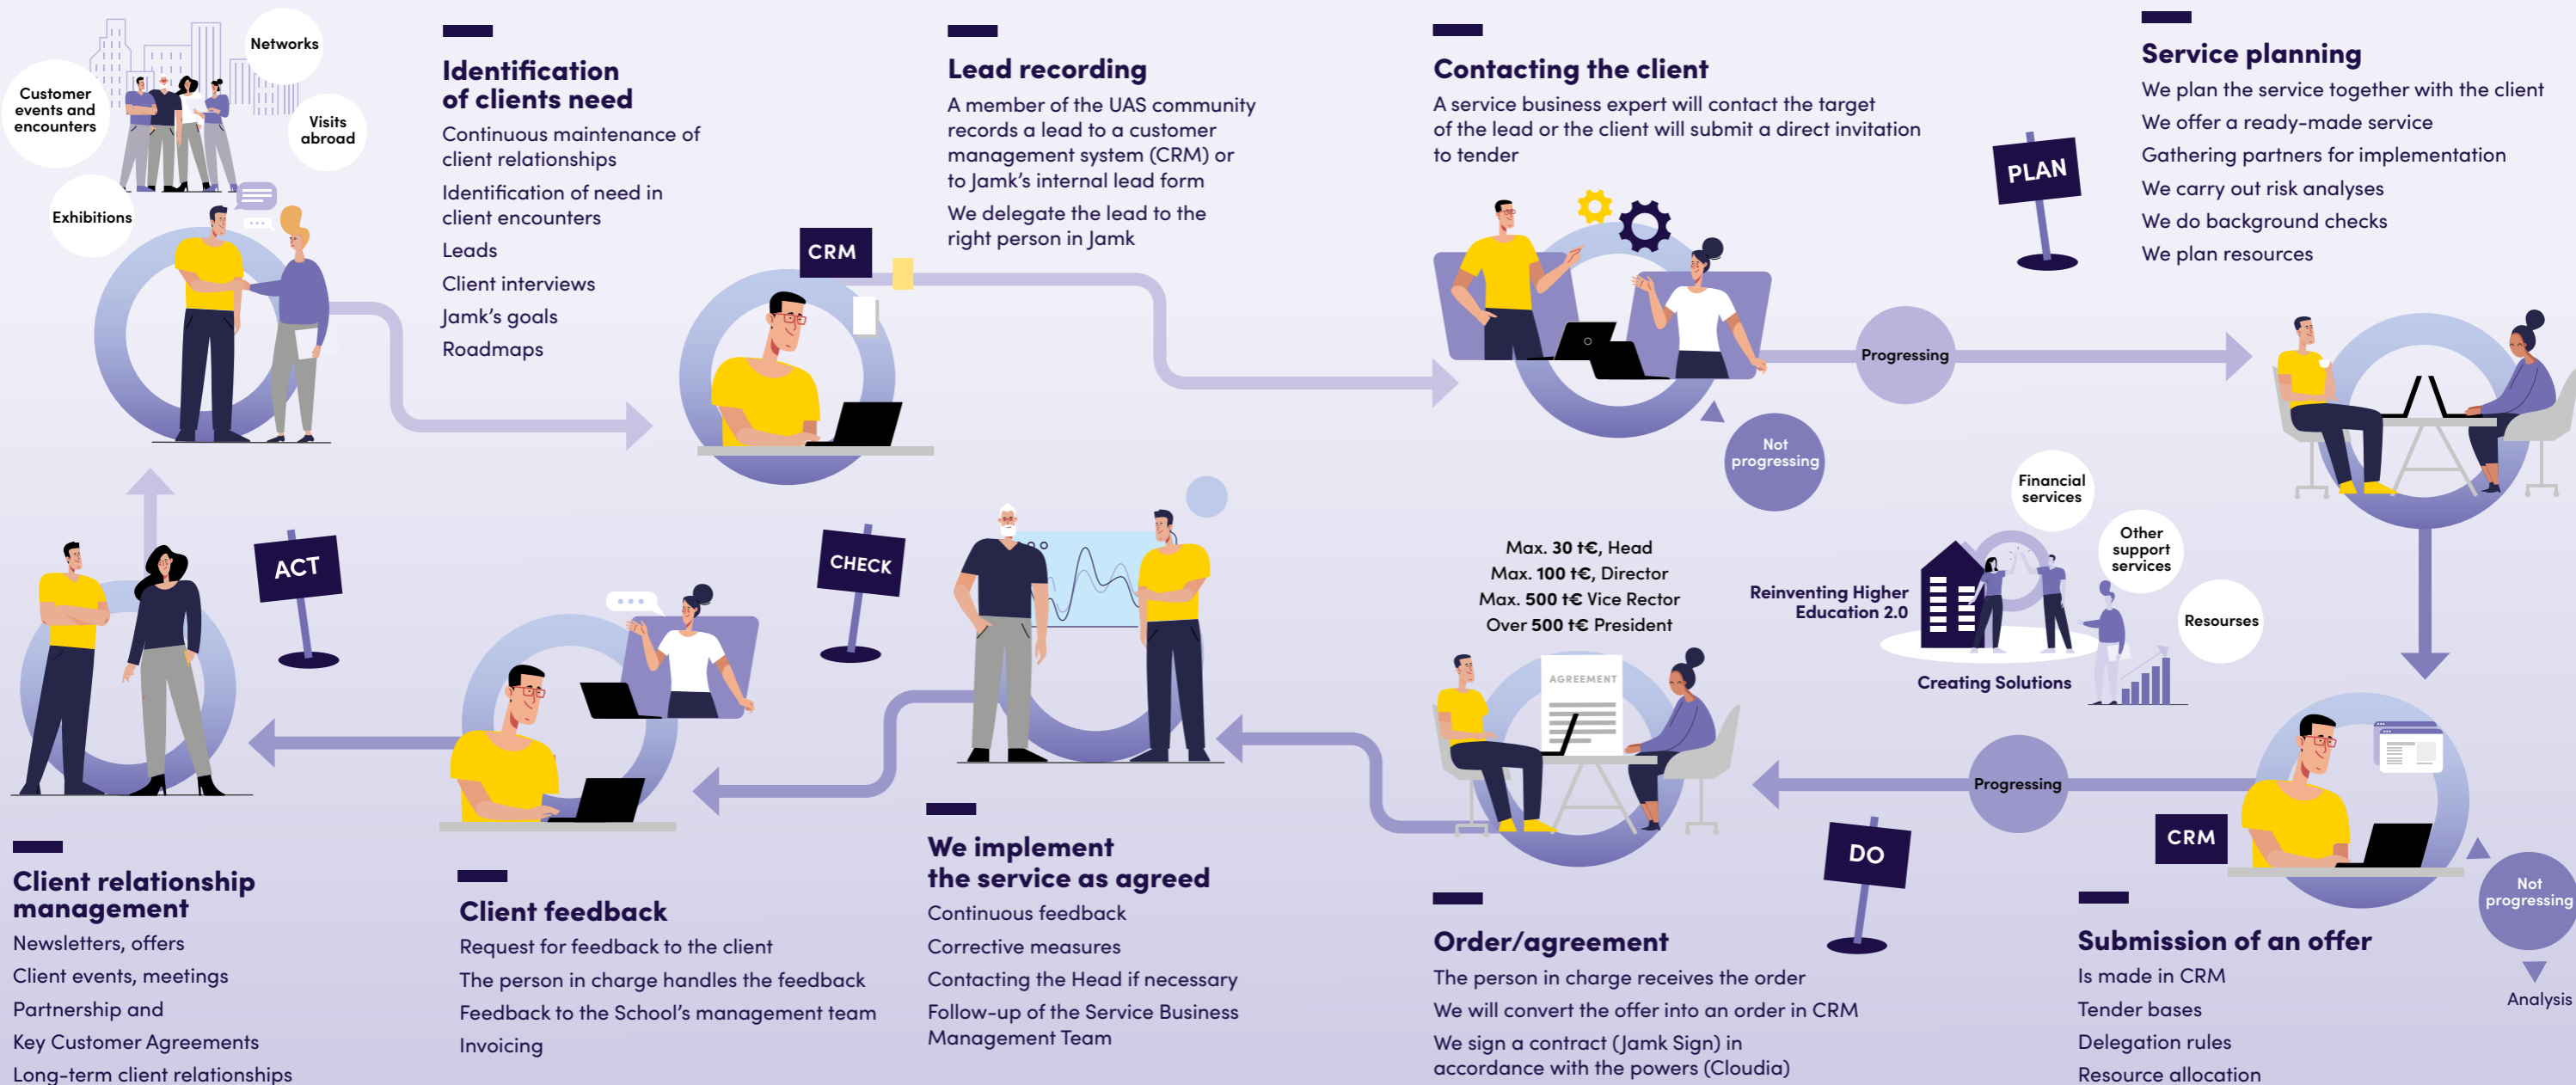 Networks
Customer
events and
encounters
Visits
abroad
Exhibitions
Identification
of clients need
Continuous maintenance of
client relationships
Identification of need in
client encounters
Leads
Client interviews
Jamk’s goals
Roadmaps
CRM
Lead recording
A member of the UAS community
records a lead to a customer
management system (CRM) or
to Jamk’s internal lead form
We delegate the lead to the
right person in Jamk
Contacting the client
A service business expert will contact the target
of the lead or the client will submit a direct invitation
to tender
Progressing
Not
progressing
PLAN
Service planning
We plan the service together with the client
We offer a ready-made service
Gathering partners for implementation
We carry out risk analyses
We do background checks
We plan resources
Financial
services
Other
support
services
Resourses
Reinventing Higher
Education 2.0
Creating Solutions
CRM
Not
progressing
Analysis
Submission of an offer
Is made in CRM
Tender bases
Delegation rules
Resource allocation
Progressing
DO
Max. 30 t€, Head
Max. 100 t€, Director
Max. 500 t€ Vice Rector
Over 500 t€ President
AGREEMENT
Order/agreement
The person in charge receives the order
We will convert the offer into an order in CRM
We sign a contract (Jamk Sign) in
accordance with the powers (Cloudia)
We implement
the service as agreed
Continuous feedback
Corrective measures
Contacting the Head if necessary
Follow-up of the Service Business
Management Team
CHECK
Client feedback
Request for feedback to the client
The person in charge handles the feedback
Feedback to the School’s management team
Invoicing
ACT
Client relationship
management
Newsletters, offers
Client events, meetings
Partnership and
Key Customer Agreements
Long-term client relationships